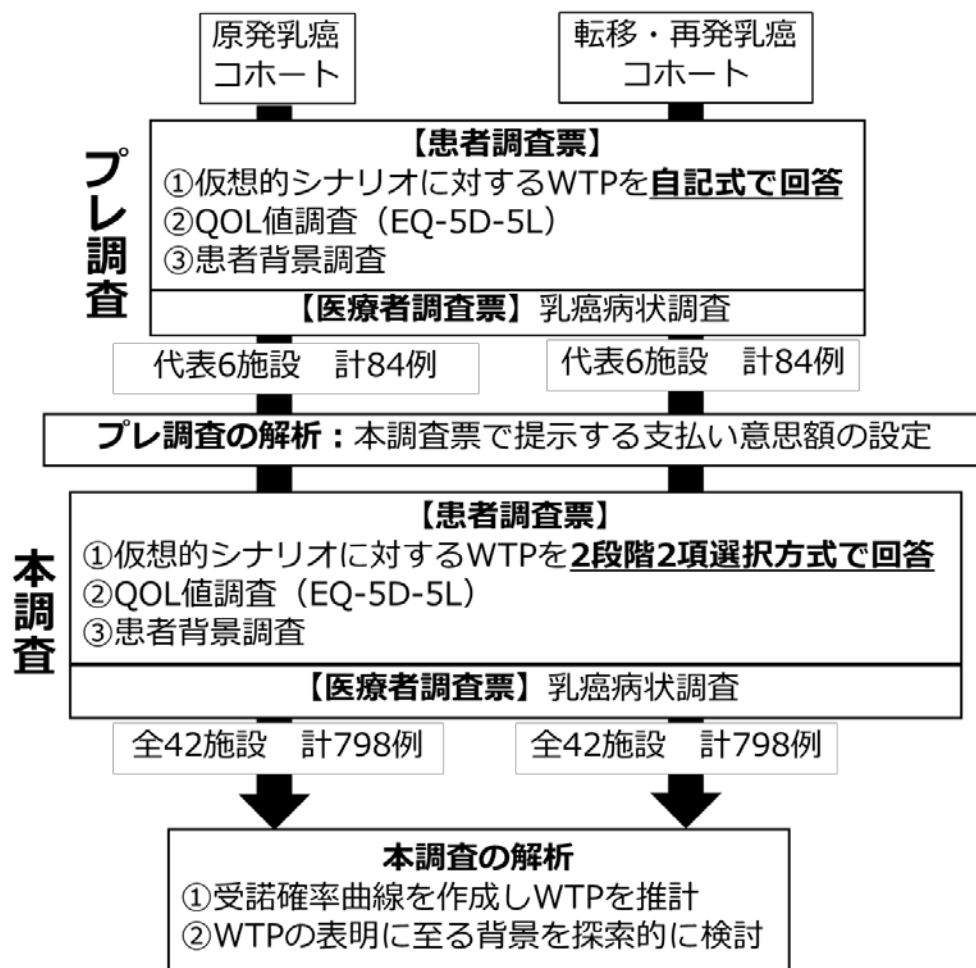 原発乳癌
コホート
転移・再発乳癌
コホート
プレ調査
【患者調査票】
①仮想的シナリオに対するWTPを自記式で回答
②QOL値調査（EQ-5D-5L）
③患者背景調査
【医療者調査票】乳癌病状調査
代表6施設　計84例
代表6施設　計84例
プレ調査の解析：本調査票で提示する支払い意思額の設定
本調査
【患者調査票】
①仮想的シナリオに対するWTPを2段階2項選択方式で回答
②QOL値調査（EQ-5D-5L）
③患者背景調査
【医療者調査票】乳癌病状調査
全42施設　計798例
全42施設　計798例
本調査の解析
①受諾確率曲線を作成しWTPを推計
②WTPの表明に至る背景を探索的に検討